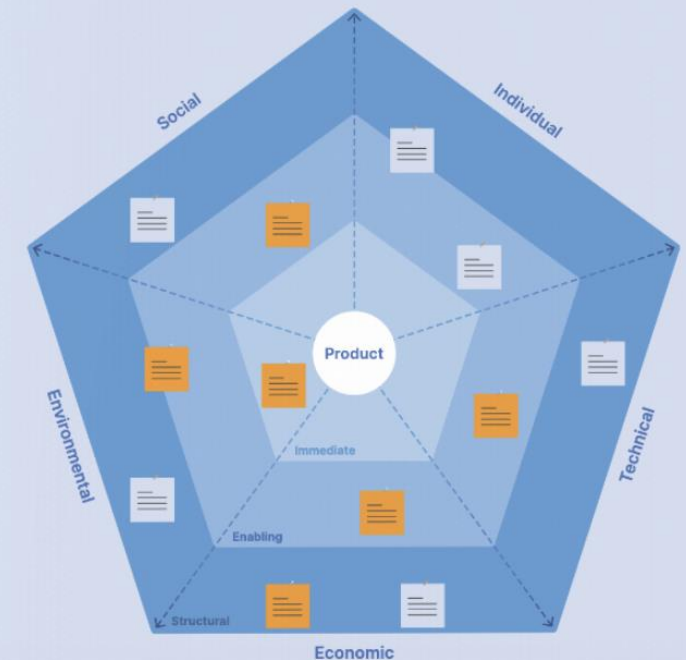 Social
Individual
Product
Environmental
Technical
Immediate
Enabling
Structural
Economic